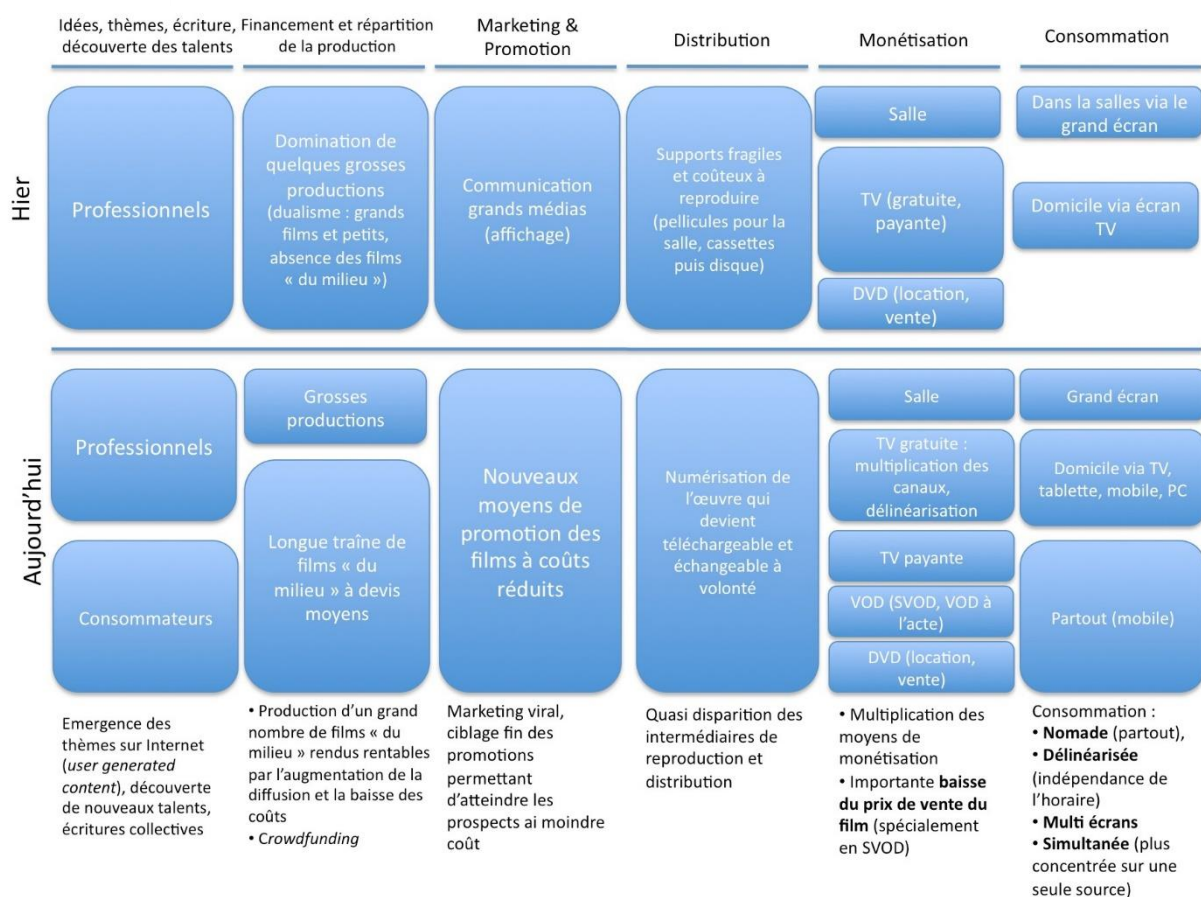 Idées, thèmes, écriture,
découverte des talents
Financement et répartition
de la production
Marketing &
Promotion
Distribution
Monétisation
Consommation
Hier
Professionnels
Domination de
quelques grosses
productions
(dualisme : grands
films et petits,
absence des films
« du milieu »)
Communication
grands médias
(affichage)
Supports fragiles
et coûteux à
reproduire
(pellicules pour la
salle, cassettes
puis disque)
Salle
TV (gratuite,
payante)
DVD (location,
vente)
Dans la salles via le
grand écran
Domicile via écran
TV
Aujourd'hui
Professionnels
Consommateurs
Grosses
productions
Longue traîne de
films « du
milieu » à devis
moyens
Nouveaux
moyens de
promotion des
films à coûts
réduits
Numérisation de
l'œuvre qui
devient
téléchargeable et
échangeable à
volonté
Salle
TV gratuite :
multiplication des
canaux,
délinéarisation
TV payante
VOD (SVOD, VOD à
l'acte)
DVD (location,
vente)
Grand écran
Domicile via TV,
tablette, mobile, PC
Partout (mobile)
Emergence des
thèmes sur Internet
(user generated
content), découverte
de nouveaux talents,
écritures collectives
• Production d'un grand
nombre de films « du
milieu » rendus rentables
par l'augmentation de la
diffusion et la baisse des
coûts
• Crowdfunding
Marketing viral,
ciblage fin des
promotions
permettant
d'atteindre les
prospects ai moindre
coût
Quasi disparition des
intermédiaires de
reproduction et
distribution
• Multiplication des
moyens de
monétisation
• Importante baisse
du prix de vente du
film (spécialement
en SVOD)
Consommation :
• Nomade (partout),
• Délinéarisée
(indépendance de
l'horaire)
• Multi écrans
• Simultanée (plus
concentrée sur une
seule source)